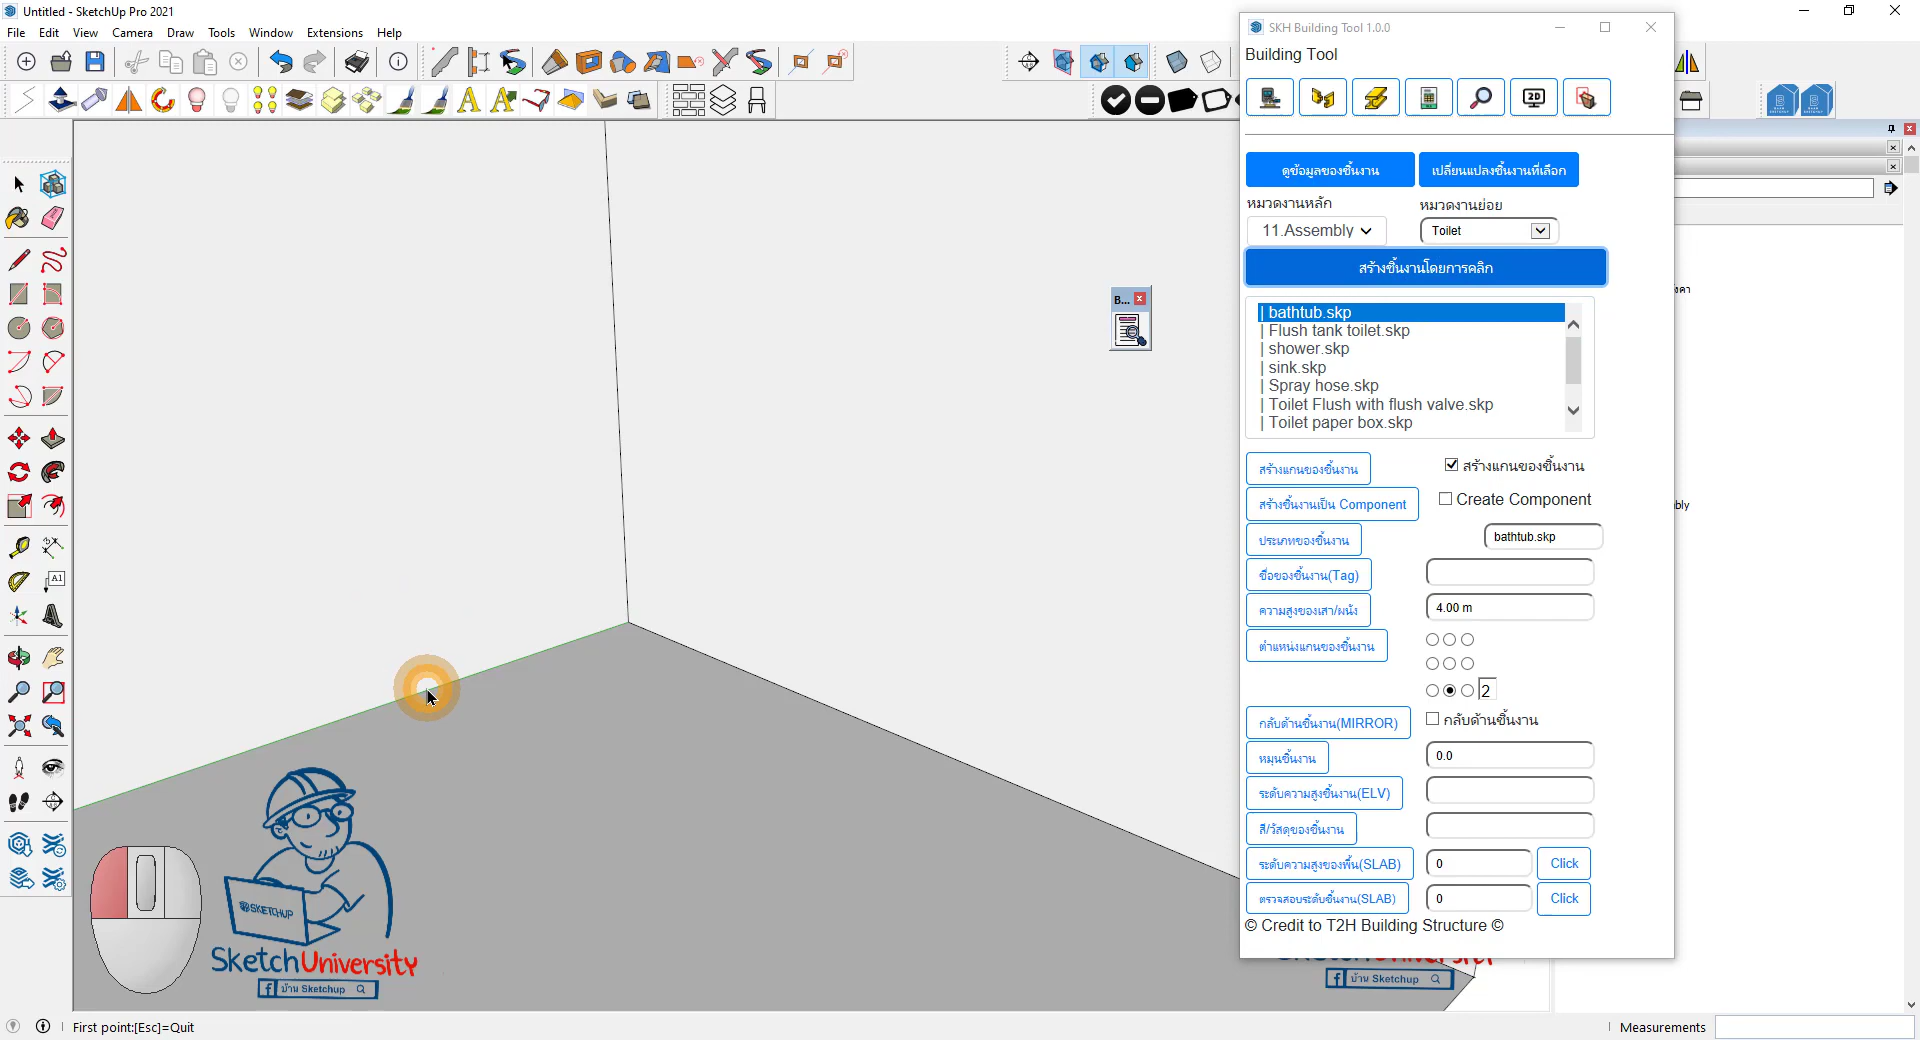 Untitled - SketchUp Pro 2021
File Edit View Camera Draw Tools Window Extensions Help
SKH Building Tool 1.0.0
Building Tool
2D
ดูข้อมูลของชิ้นงาน เปลี่ยนแปลงชิ้นงานที่เลือก
หมวดงานหลัก หมวดงานย่อย
11.Assembly Toilet
สร้างชิ้นงานโดยการคลิก
B...
| bathtub.skp
| Flush tank toilet.skp
| shower.skp
| sink.skp
| Spray hose.skp
| Toilet Flush with flush valve.skp
| Toilet paper box.skp
สร้างแกนของชิ้นงาน สร้างแกนของชิ้นงาน
สร้างชิ้นงานเป็น Component Create Component
ประเภทของชิ้นงาน bathtub.skp
ชื่อของชิ้นงาน(Tag)
ความสูงของเสา/ผนัง 4.00 m
ตำแหน่งแกนของชิ้นงาน
2
กลับด้านชิ้นงาน(MIRROR) กลับด้านชิ้นงาน
หมุนชิ้นงาน 0.0
ระดับความสูงชิ้นงาน(ELV)
สี/วัสดุของชิ้นงาน
ระดับความสูงของพื้น(SLAB) 0 Click
ตรวจสอบระดับชิ้นงาน(SLAB) 0 Click
© Credit to T2H Building Structure ©
bly
A1
SKETCHUP
SketchUniversity
f บ้าน Sketchup
f บ้าน Sketchup
First point:[Esc]=Quit
Measurements